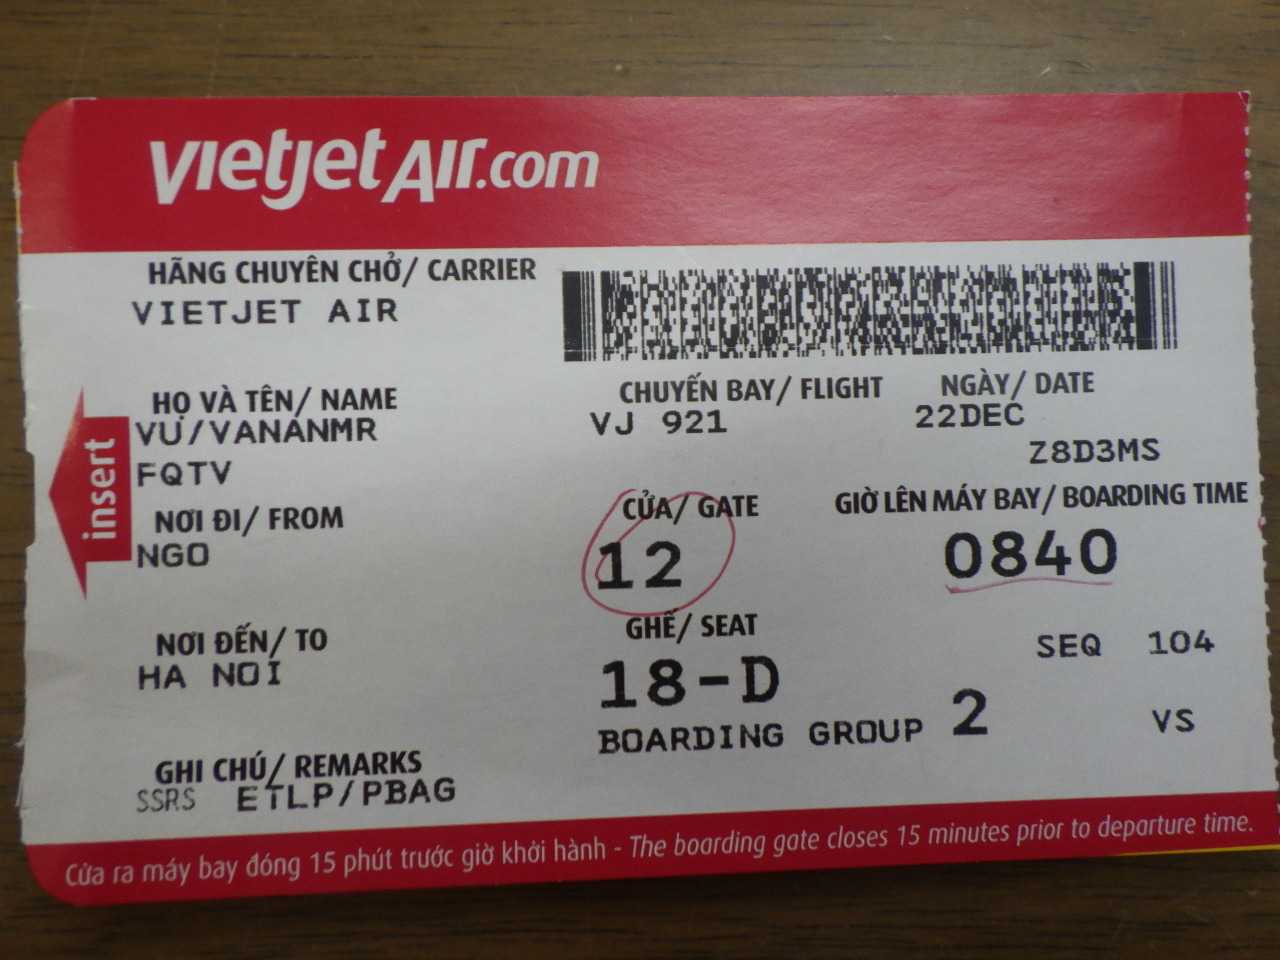 vietjetAir.com
HÃNG CHUYÊN CHỞ/ CARRIER
VIETJET AIR
HỌ VÀ TÊN/ NAME
VU/VANANMR
FQTV
CHUYẾN BAY/ FLIGHT
VJ 921
NGÀY/ DATE
22DEC
Z8D3MS
insert
NƠI ĐI/ FROM
NGO
CỬA/ GATE
12
GIỜ LÊN MÁY BAY/ BOARDING TIME
0840
NƠI ĐẾN/ TO
HA NOI
GHẾ/ SEAT
18-D
SEQ 104
BOARDING GROUP 2
VS
GHI CHÚ/ REMARKS
SSRS ETLP/PBAG
Cửa ra máy bay đóng 15 phút trước giờ khởi hành - The boarding gate closes 15 minutes prior to departure time.